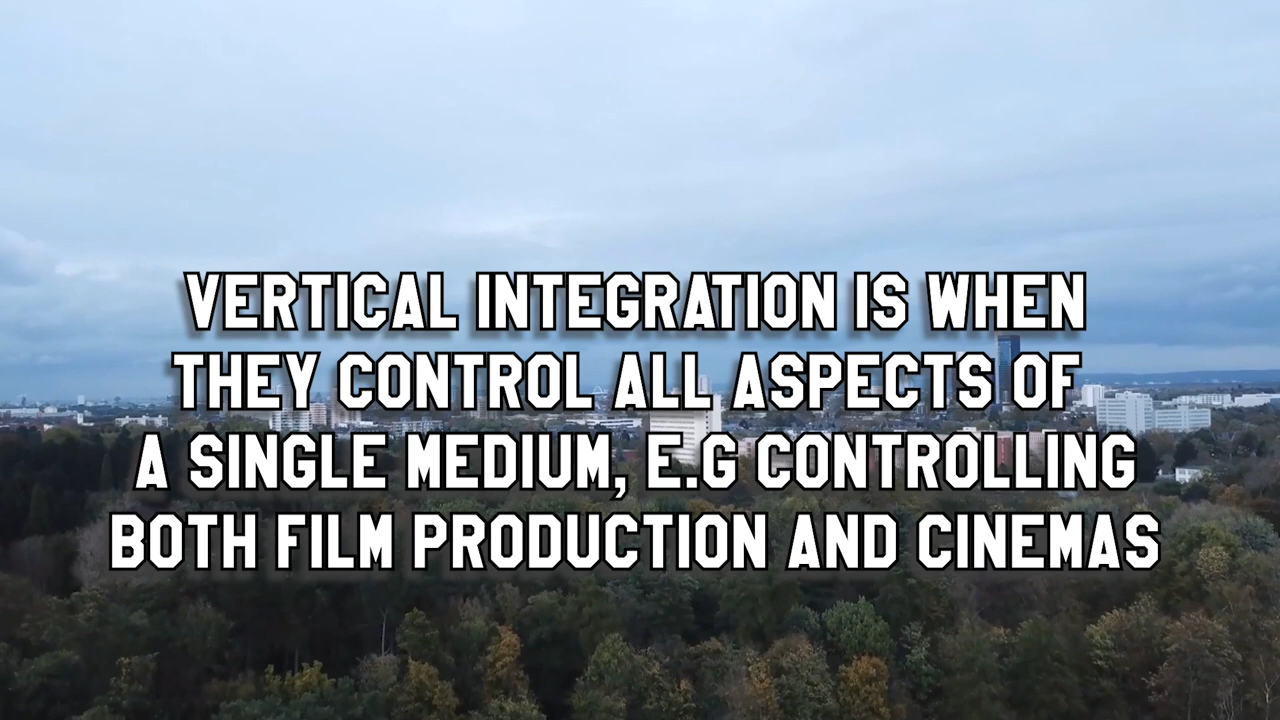 VERTICAL INTEGRATION IS WHEN
THEY CONTROL ALL ASPECTS OF
A SINGLE MEDIUM, E.G CONTROLLING
BOTH FILM PRODUCTION AND CINEMAS